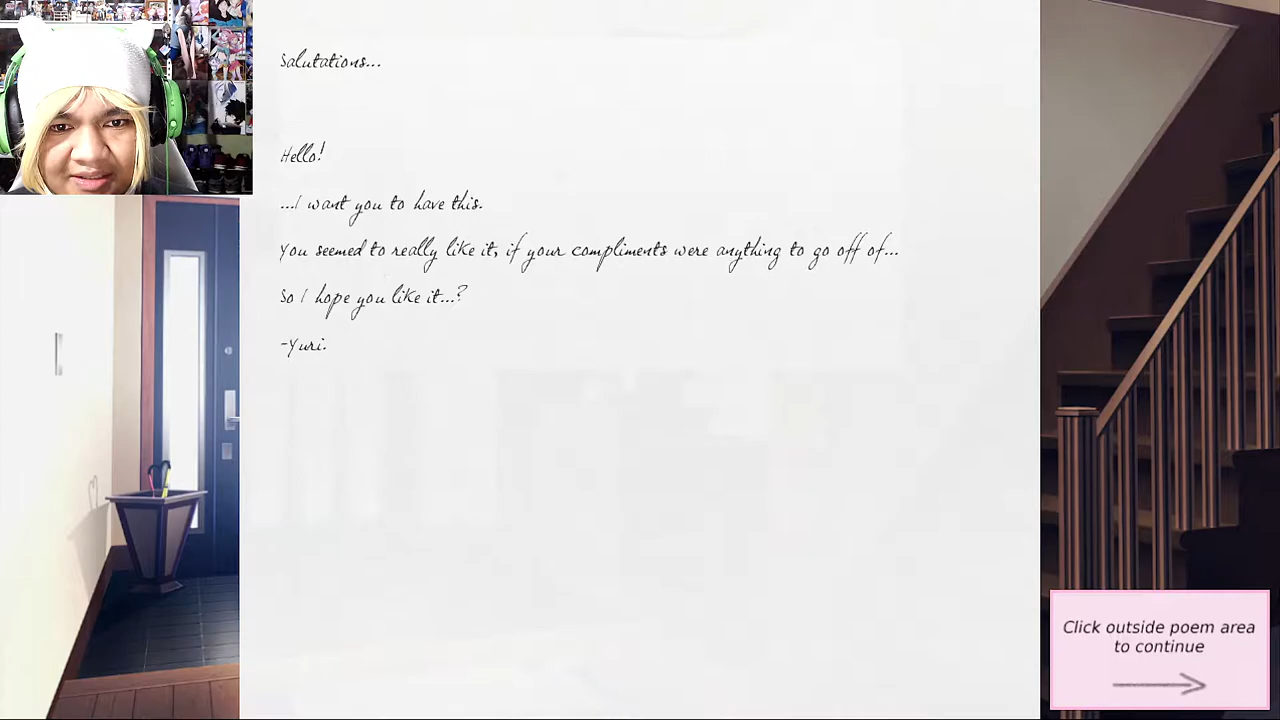 Salutations...
Hello!
...I want you to have this.
You seemed to really like it, if your compliments were anything to go off of...
So I hope you like it...?
-Yuri.
Click outside poem area
to continue